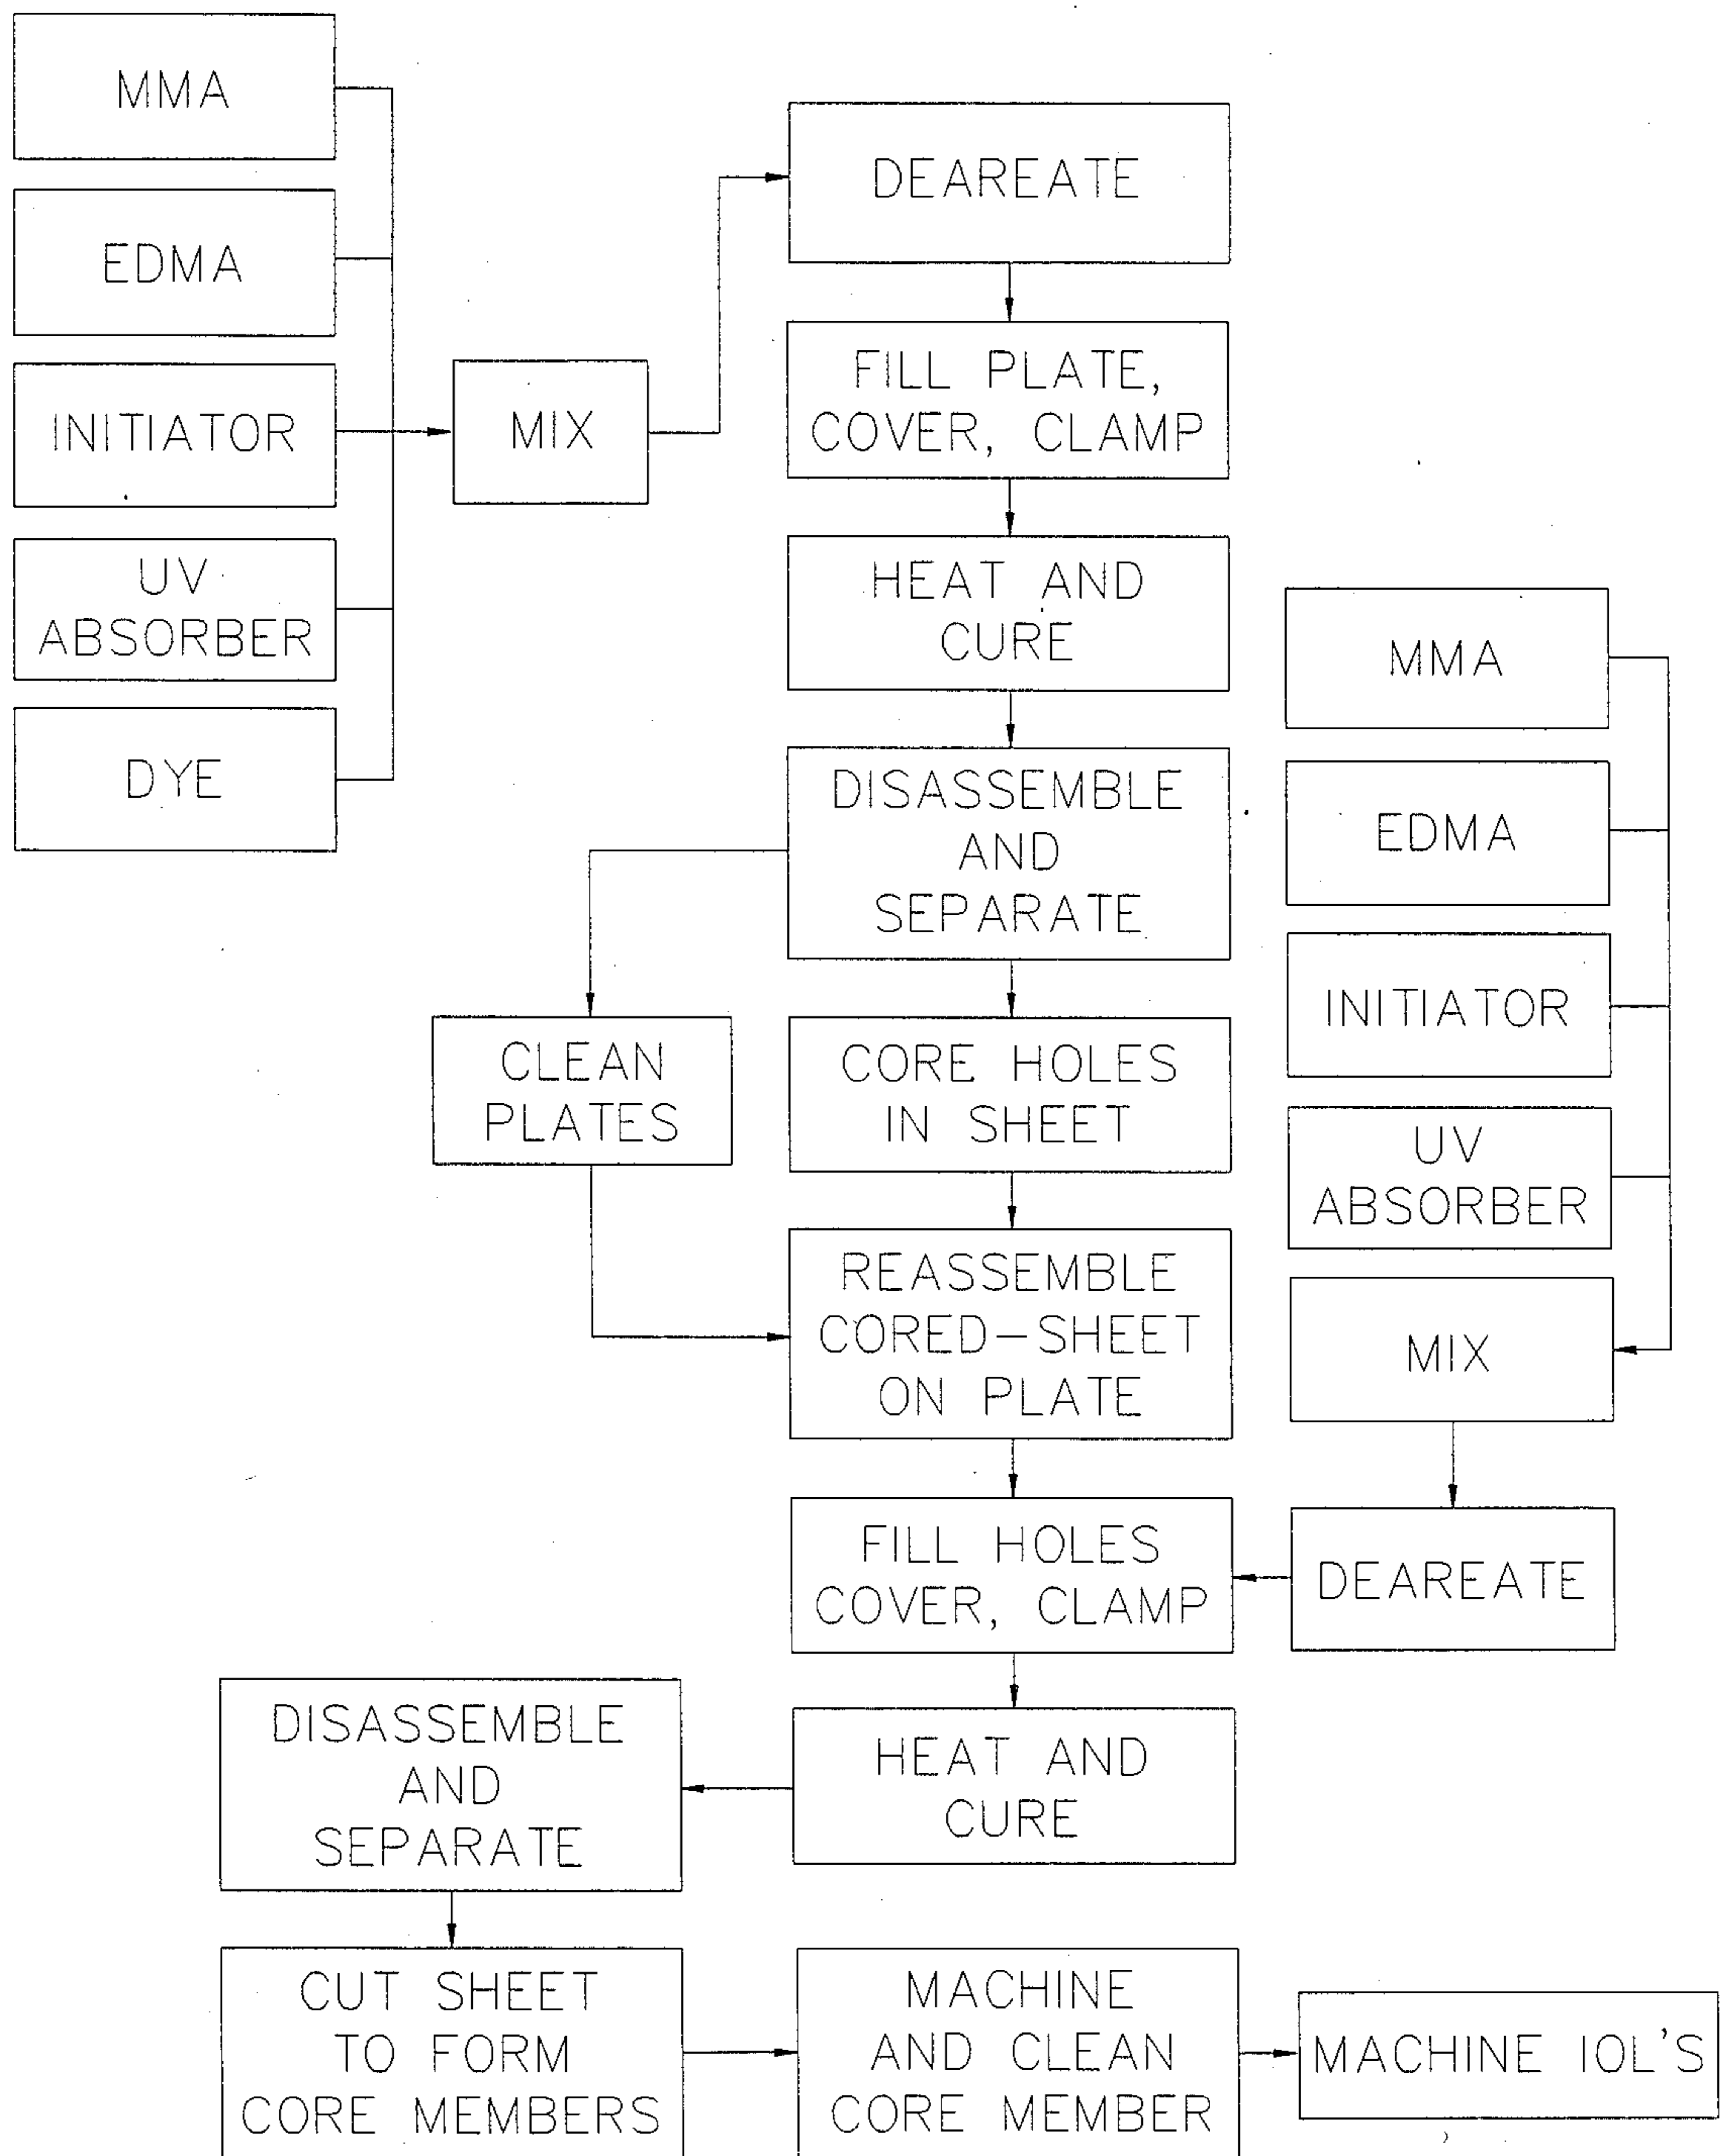 MMA
EDMA
INITIATOR
UV
ABSORBER
DYE
MIX
DEAREATE
FILL PLATE,
COVER, CLAMP
HEAT AND
CURE
DISASSEMBLE
AND
SEPARATE
CLEAN
PLATES
CORE HOLES
IN SHEET
REASSEMBLE
CORED-SHEET
ON PLATE
MMA
EDMA
INITIATOR
UV
ABSORBER
MIX
DEAREATE
FILL HOLES
COVER, CLAMP
HEAT AND
CURE
DISASSEMBLE
AND
SEPARATE
CUT SHEET
TO FORM
CORE MEMBERS
MACHINE
AND CLEAN
CORE MEMBER
MACHINE IOL'S